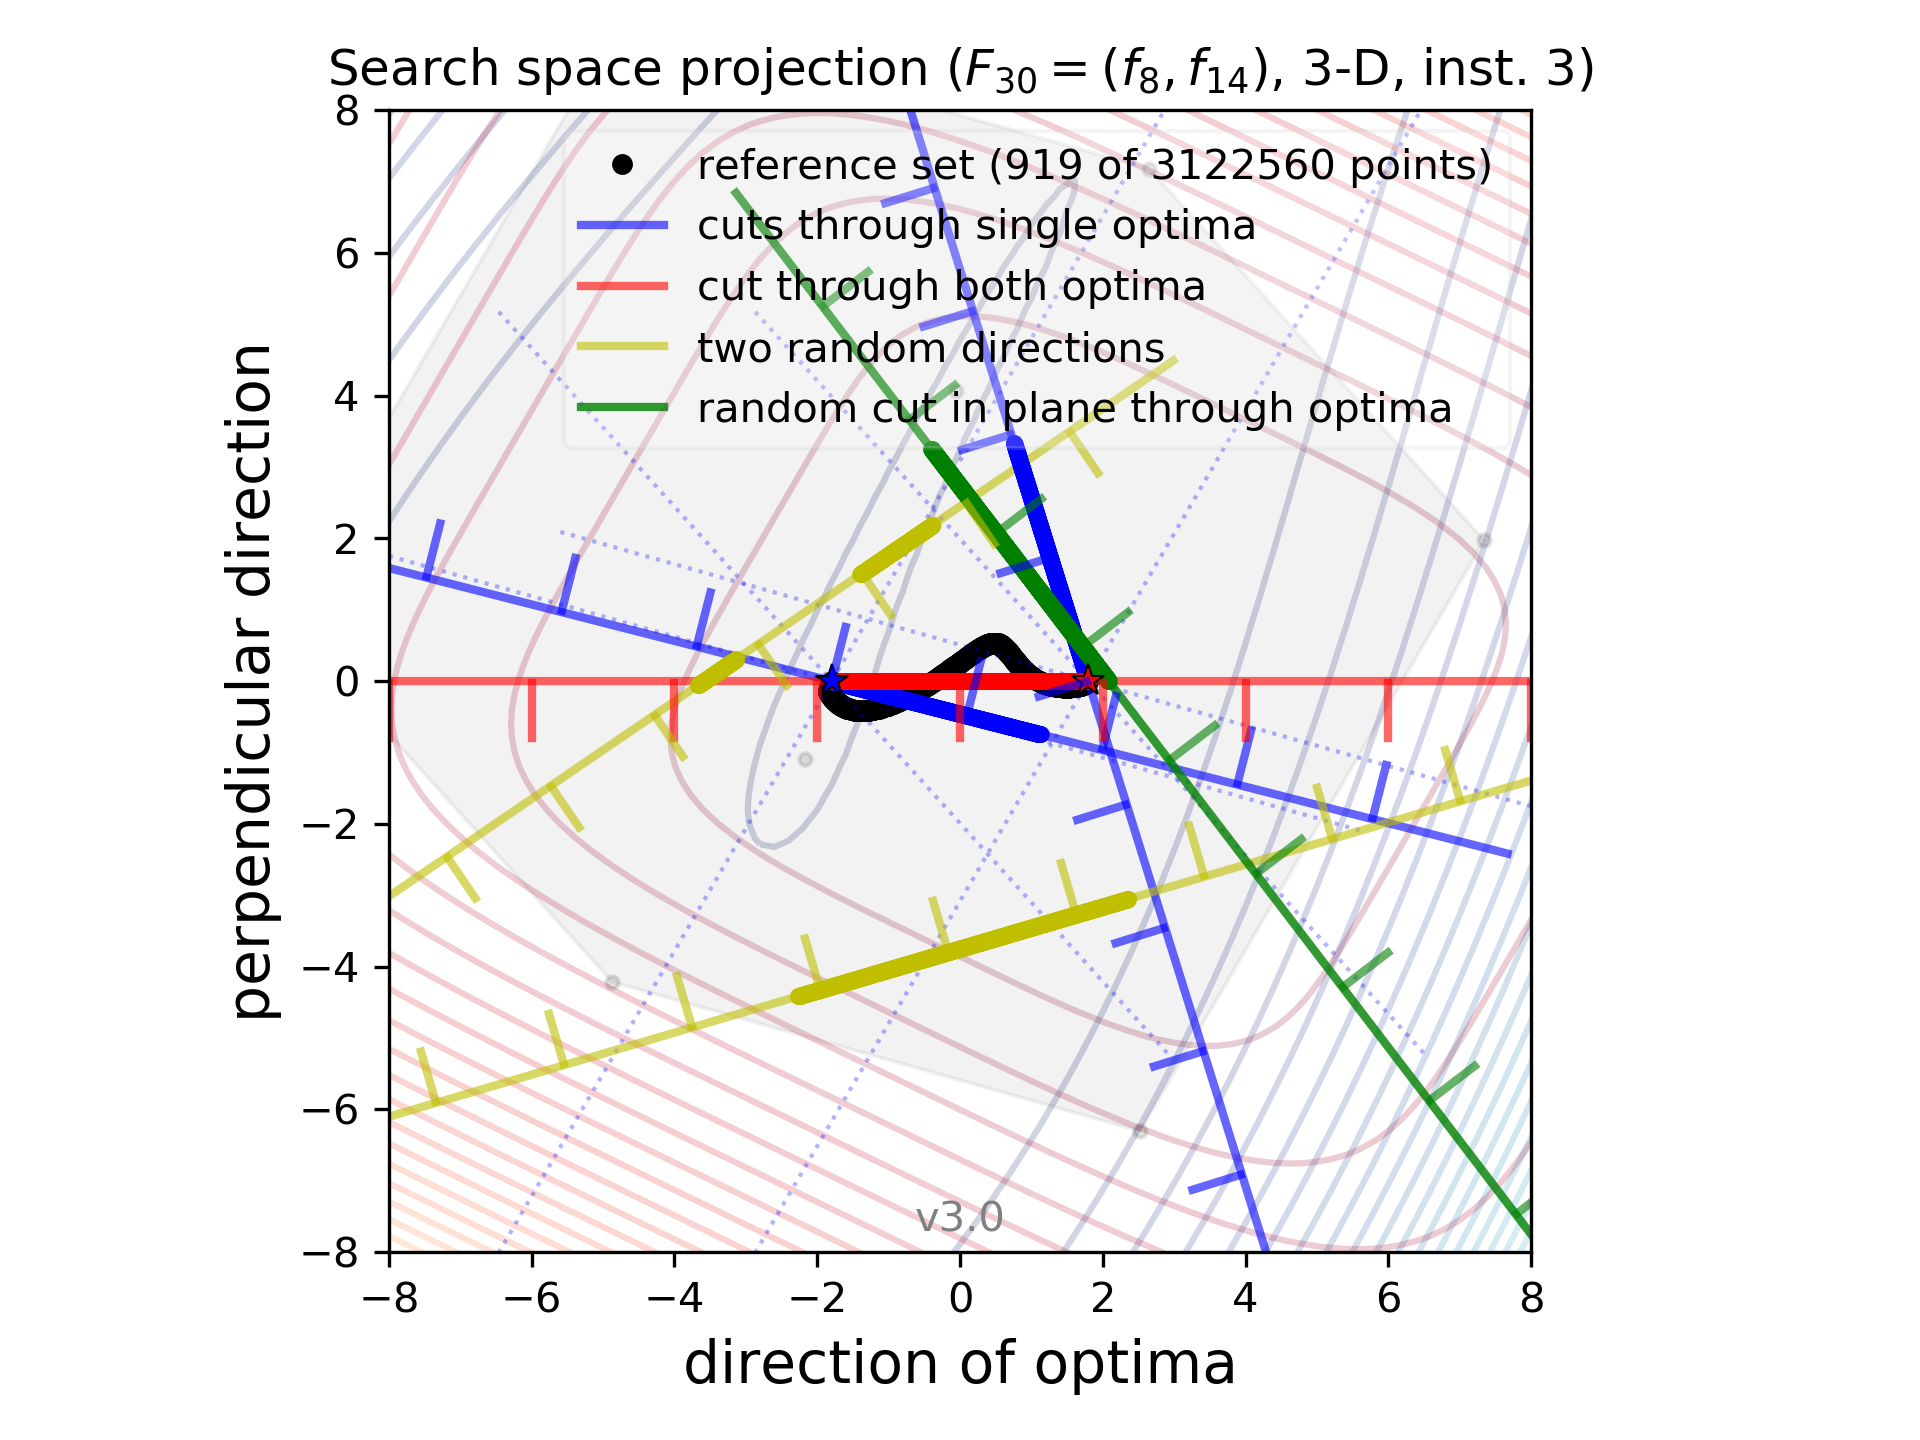 Search space projection (F₃₀ = (f₈, f₁₄), 3-D, inst. 3)
reference set (919 of 3122560 points)
cuts through single optima
cut through both optima
two random directions
random cut in plane through optima
perpendicular direction
8
6
4
2
0
−2
−4
−6
−8
v3.0
−8 −6 −4 −2 0 2 4 6 8
direction of optima